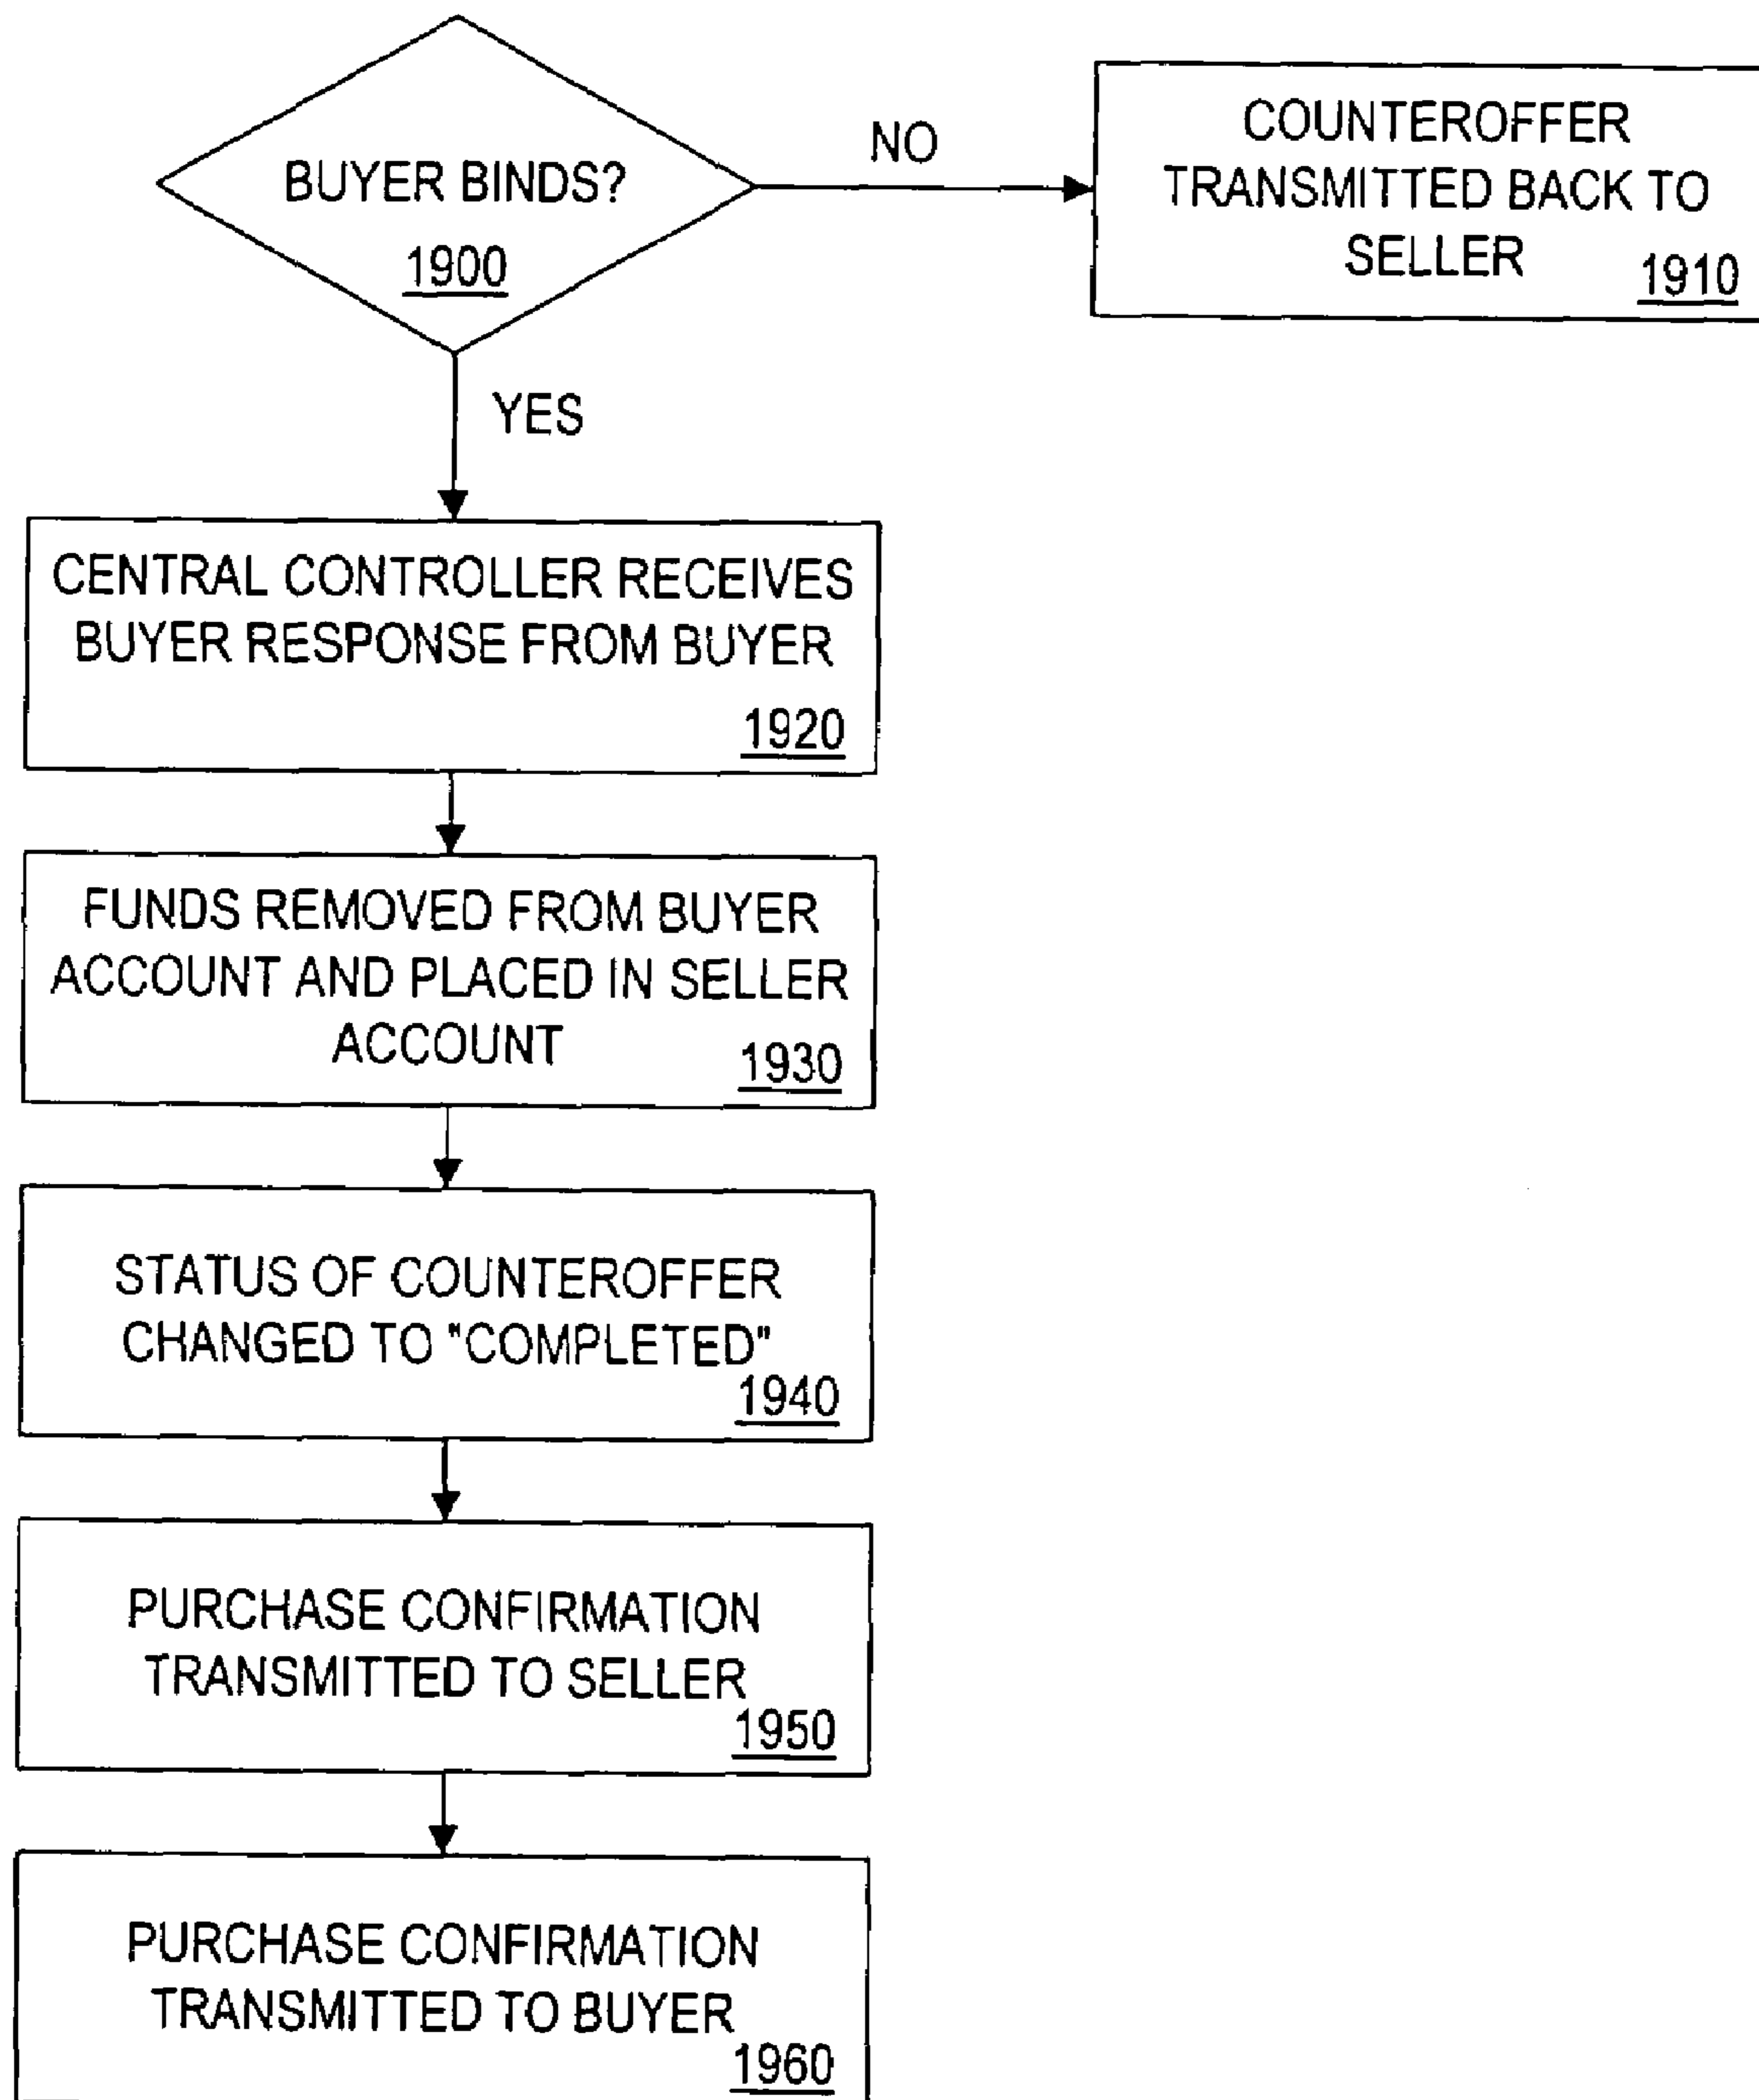 BUYER BINDS?
1900
NO
COUNTEROFFER
TRANSMITTED BACK TO
SELLER
1910
YES
CENTRAL CONTROLLER RECEIVES
BUYER RESPONSE FROM BUYER
1920
FUNDS REMOVED FROM BUYER
ACCOUNT AND PLACED IN SELLER
ACCOUNT
1930
STATUS OF COUNTEROFFER
CHANGED TO "COMPLETED"
1940
PURCHASE CONFIRMATION
TRANSMITTED TO SELLER
1950
PURCHASE CONFIRMATION
TRANSMITTED TO BUYER
1960